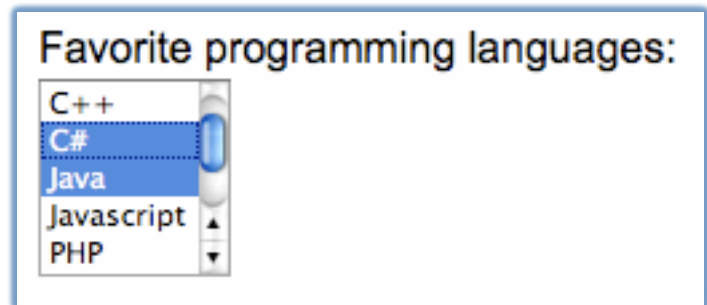 Favorite programming languages:
C++
C#
Java
Javascript
PHP